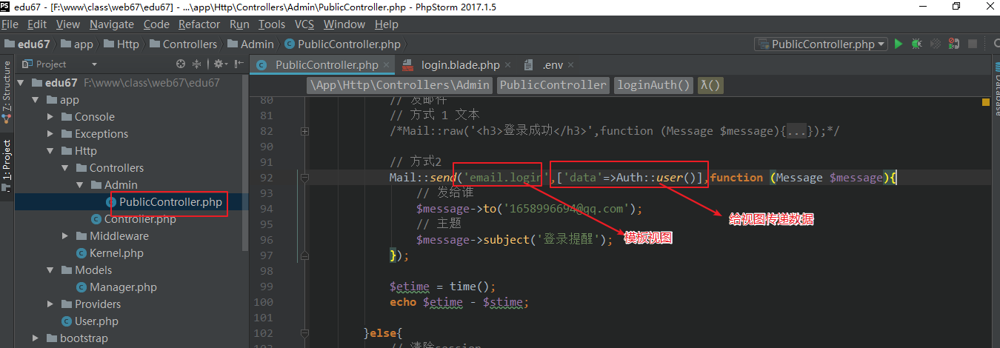 edu67 - [F:\www\class\web67\edu67] - ...\app\Http\Controllers\Admin\PublicController.php - PhpStorm 2017.1.5
File Edit View Navigate Code Refactor Run Tools VCS Window Help
edu67 app Http Controllers Admin PublicController.php
PublicController.php
Project
PublicController.php login.blade.php .env
Z: Structure
1: Project
Database
edu67 F:\www\class\web67\edu67
app
Console
Exceptions
Http
Controllers
Admin
PublicController.php
Controller.php
Middleware
Kernel.php
Models
Manager.php
Providers
User.php
bootstrap
\App\Http\Controllers\Admin PublicController loginAuth() λ()
80 // 发邮件
81 // 方式 1 文本
82 /*Mail::raw('<h3>登录成功</h3>',function (Message $message){...});*/
90
91 // 方式2
92 Mail::send('email.login',['data'=>Auth::user()],function (Message $message){
93 // 发给谁
94 $message->to('1658996694@qq.com');
95 // 主题
96 $message->subject('登录提醒');
97 });
98
99 $etime = time();
100 echo $etime - $stime;
101
102 }else{
// 清除session
给视图传递数据
模板视图